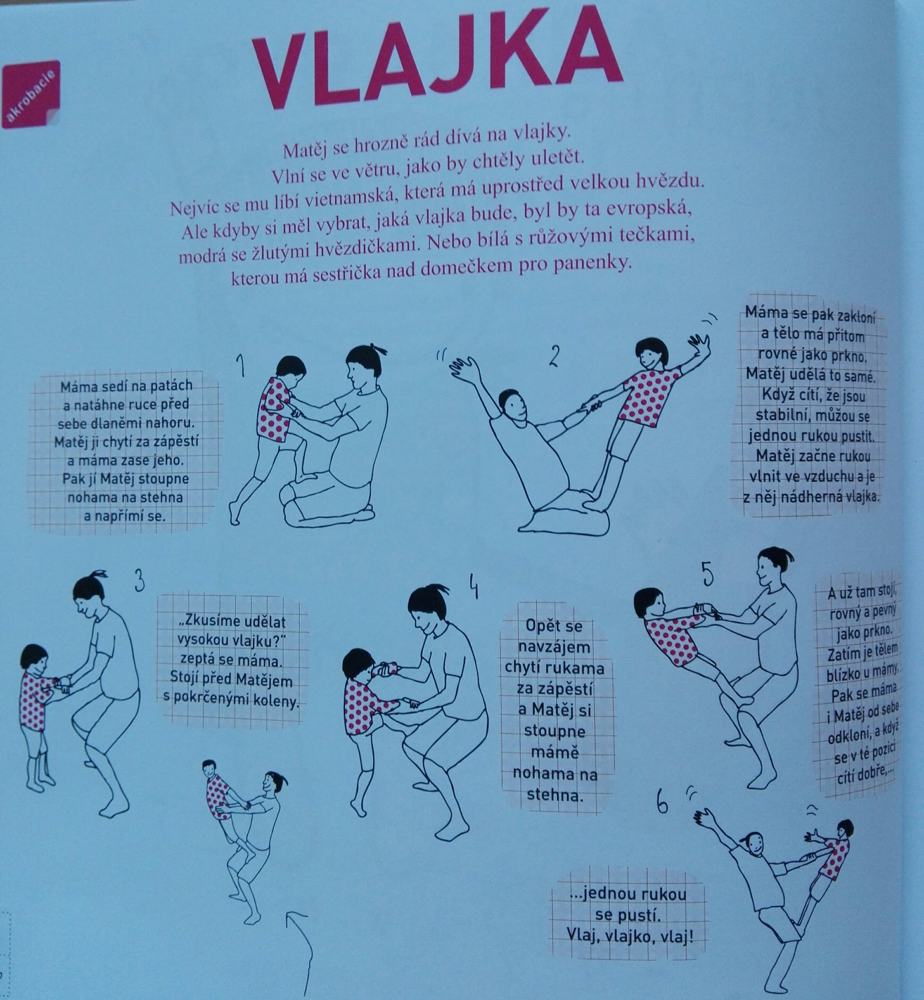 akrobacie
VLAJKA
Matěj se hrozně rád dívá na vlajky.
Vlní se ve větru, jako by chtěly uletět.
Nejvíc se mu líbí vietnamská, která má uprostřed velkou hvězdu.
Ale kdyby si měl vybrat, jaká vlajka bude, byl by ta evropská,
modrá se žlutými hvězdičkami. Nebo bílá s růžovými tečkami,
kterou má sestřička nad domečkem pro panenky.
1
Máma sedí na patách
a natáhne ruce před
sebe dlaněmi nahoru.
Matěj ji chytí za zápěstí
a máma zase jeho.
Pak jí Matěj stoupne
nohama na stehna
a napřímí se.
2
Máma se pak zakloní
a tělo má přitom
rovné jako prkno.
Matěj udělá to samé.
Když cítí, že jsou
stabilní, můžou se
jednou rukou pustit.
Matěj začne rukou
vlnit ve vzduchu a je
z něj nádherná vlajka.
3
„Zkusíme udělat
vysokou vlajku?"
zeptá se máma.
Stojí před Matějem
s pokrčenými koleny.
4
Opět se
navzájem
chytí rukama
za zápěstí
a Matěj si
stoupne
mámě
nohama na
stehna.
5
A už tam stojí,
rovný a pevný
jako prkno.
Zatím je tělem
blízko u mámy.
Pak se máma
i Matěj od sebe
odkloní, a když
se v té pozici
cítí dobře,...
6
...jednou rukou
se pustí.
Vlaj, vlajko, vlaj!